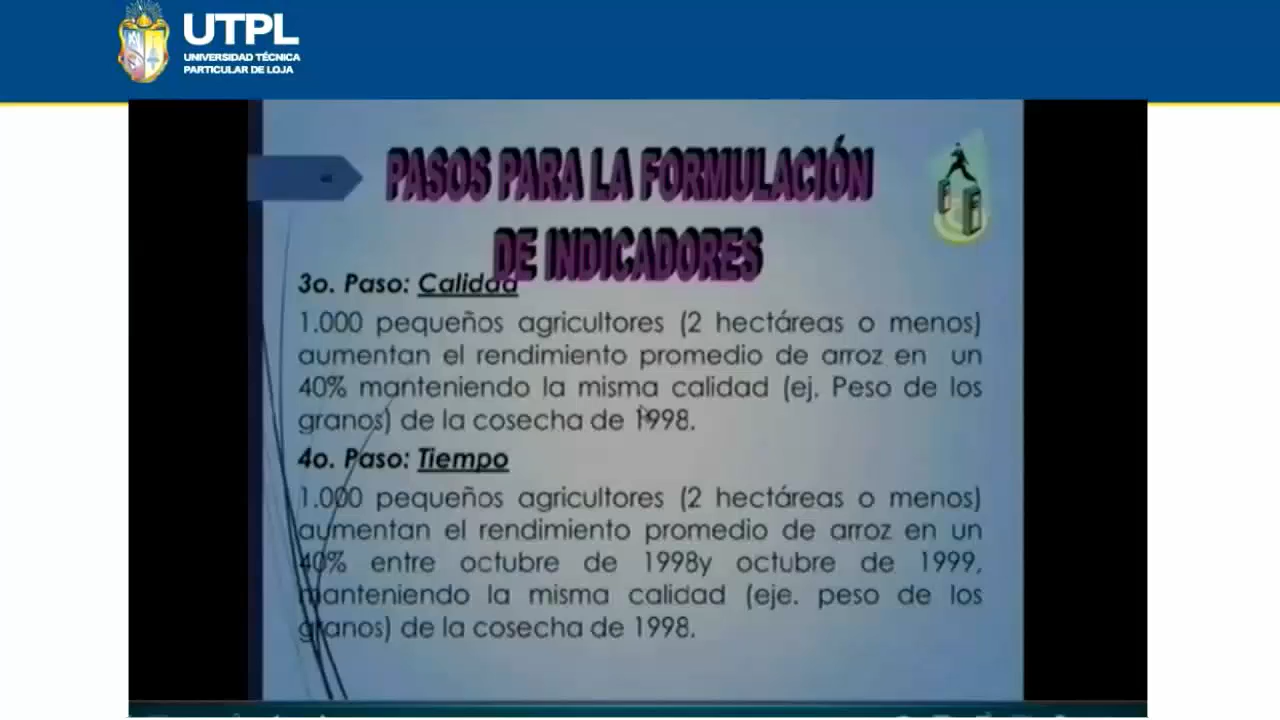 UTPL
UNIVERSIDAD TÉCNICA
PARTICULAR DE LOJA
PASOS PARA LA FORMULACIÓN
DE INDICADORES
3o. Paso: Calidad
1.000 pequeños agricultores (2 hectáreas o menos)
aumentan el rendimiento promedio de arroz en un
40% manteniendo la misma calidad (ej. Peso de los
granos) de la cosecha de 1998.
4o. Paso: Tiempo
1.000 pequeños agricultores (2 hectáreas o menos)
aumentan el rendimiento promedio de arroz en un
40% entre octubre de 1998y octubre de 1999,
manteniendo la misma calidad (eje. peso de los
granos) de la cosecha de 1998.